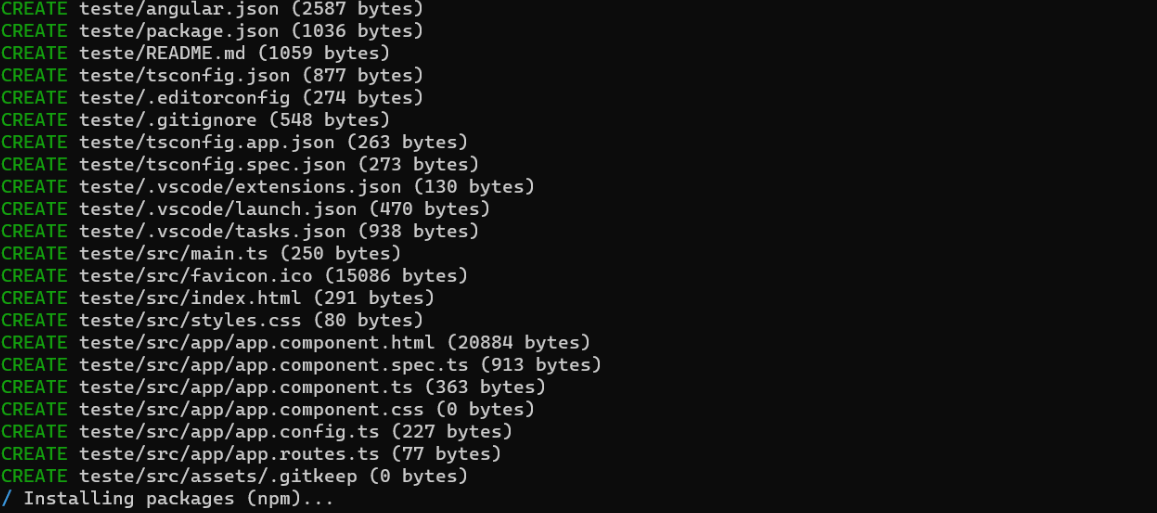 CREATE teste/angular.json (2587 bytes)
CREATE teste/package.json (1036 bytes)
CREATE teste/README.md (1059 bytes)
CREATE teste/tsconfig.json (877 bytes)
CREATE teste/.editorconfig (274 bytes)
CREATE teste/.gitignore (548 bytes)
CREATE teste/tsconfig.app.json (263 bytes)
CREATE teste/tsconfig.spec.json (273 bytes)
CREATE teste/.vscode/extensions.json (130 bytes)
CREATE teste/.vscode/launch.json (470 bytes)
CREATE teste/.vscode/tasks.json (938 bytes)
CREATE teste/src/main.ts (250 bytes)
CREATE teste/src/favicon.ico (15086 bytes)
CREATE teste/src/index.html (291 bytes)
CREATE teste/src/styles.css (80 bytes)
CREATE teste/src/app/app.component.html (20884 bytes)
CREATE teste/src/app/app.component.spec.ts (913 bytes)
CREATE teste/src/app/app.component.ts (363 bytes)
CREATE teste/src/app/app.component.css (0 bytes)
CREATE teste/src/app/app.config.ts (227 bytes)
CREATE teste/src/app/app.routes.ts (77 bytes)
CREATE teste/src/assets/.gitkeep (0 bytes)
/ Installing packages (npm)...